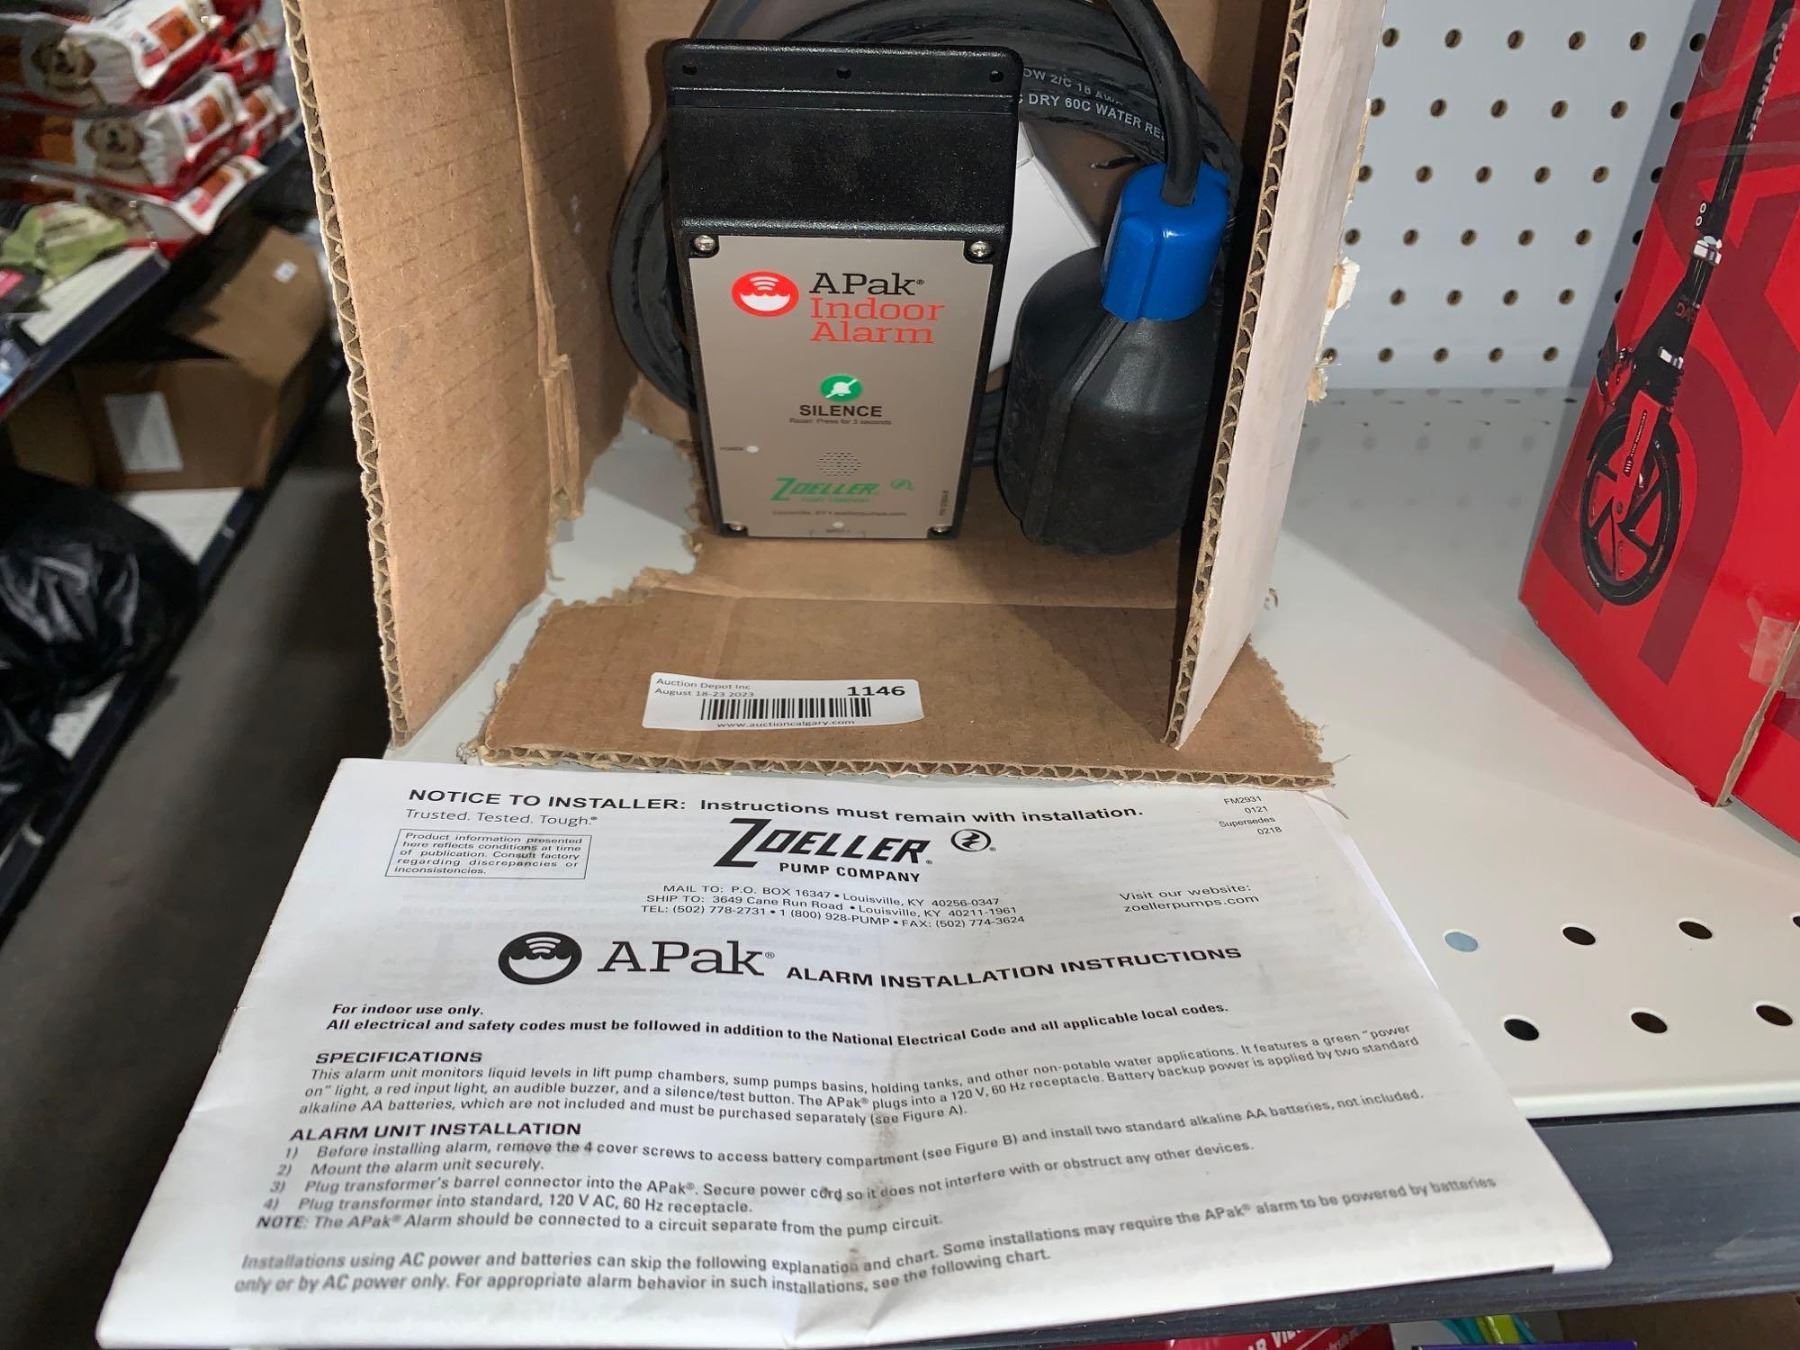 OW 2/C 18 AW
C DRY 60C WATER RE
APak®
Indoor
Alarm
SILENCE
Reset: Press for 3 seconds
POWER
ZOELLER
PUMP COMPANY
Auction Depot Inc
August 18-23 2023
1146
www.auctioncalgary.com
RUNNER
NOTICE TO INSTALLER: Instructions must remain with installation.
Trusted. Tested. Tough.®
FM2931
0121
Supersedes
0218
Product information presented
here reflects conditions at time
of publication. Consult factory
regarding discrepancies or
inconsistencies.
ZOELLER®
PUMP COMPANY
MAIL TO: P.O. BOX 16347 • Louisville, KY 40256-0347
SHIP TO: 3649 Cane Run Road • Louisville, KY 40211-1961
TEL: (502) 778-2731 • 1 (800) 928-PUMP • FAX: (502) 774-3624
Visit our website:
zoellerpumps.com
APak® ALARM INSTALLATION INSTRUCTIONS
For indoor use only.
All electrical and safety codes must be followed in addition to the National Electrical Code and all applicable local codes.
SPECIFICATIONS
This alarm unit monitors liquid levels in lift pump chambers, sump pumps basins, holding tanks, and other non-potable water applications. It features a green "power
on" light, a red input light, an audible buzzer, and a silence/test button. The APak® plugs into a 120 V, 60 Hz receptacle. Battery backup power is applied by two standard
alkaline AA batteries, which are not included and must be purchased separately (see Figure A).
ALARM UNIT INSTALLATION
1) Before installing alarm, remove the 4 cover screws to access battery compartment (see Figure B) and install two standard alkaline AA batteries, not included.
2) Mount the alarm unit securely.
3) Plug transformer's barrel connector into the APak®. Secure power cord so it does not interfere with or obstruct any other devices.
4) Plug transformer into standard, 120 V AC, 60 Hz receptacle.
NOTE: The APak® Alarm should be connected to a circuit separate from the pump circuit.
Installations using AC power and batteries can skip the following explanation and chart. Some installations may require the APak® alarm to be powered by batteries
only or by AC power only. For appropriate alarm behavior in such installations, see the following chart.